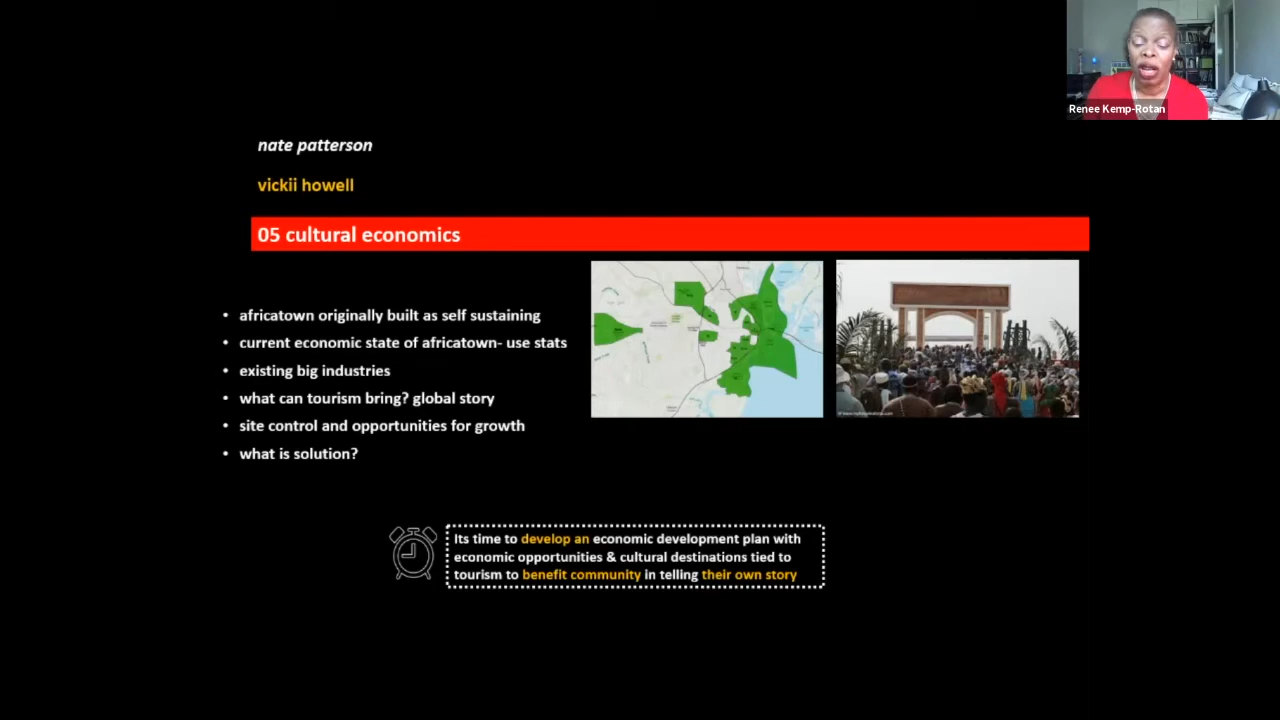 Renee Kemp-Rotan
nate patterson
vickii howell
05 cultural economics
• africatown originally built as self sustaining
• current economic state of africatown- use stats
• existing big industries
• what can tourism bring? global story
• site control and opportunities for growth
• what is solution?
Its time to develop an economic development plan with
economic opportunities & cultural destinations tied to
tourism to benefit community in telling their own story